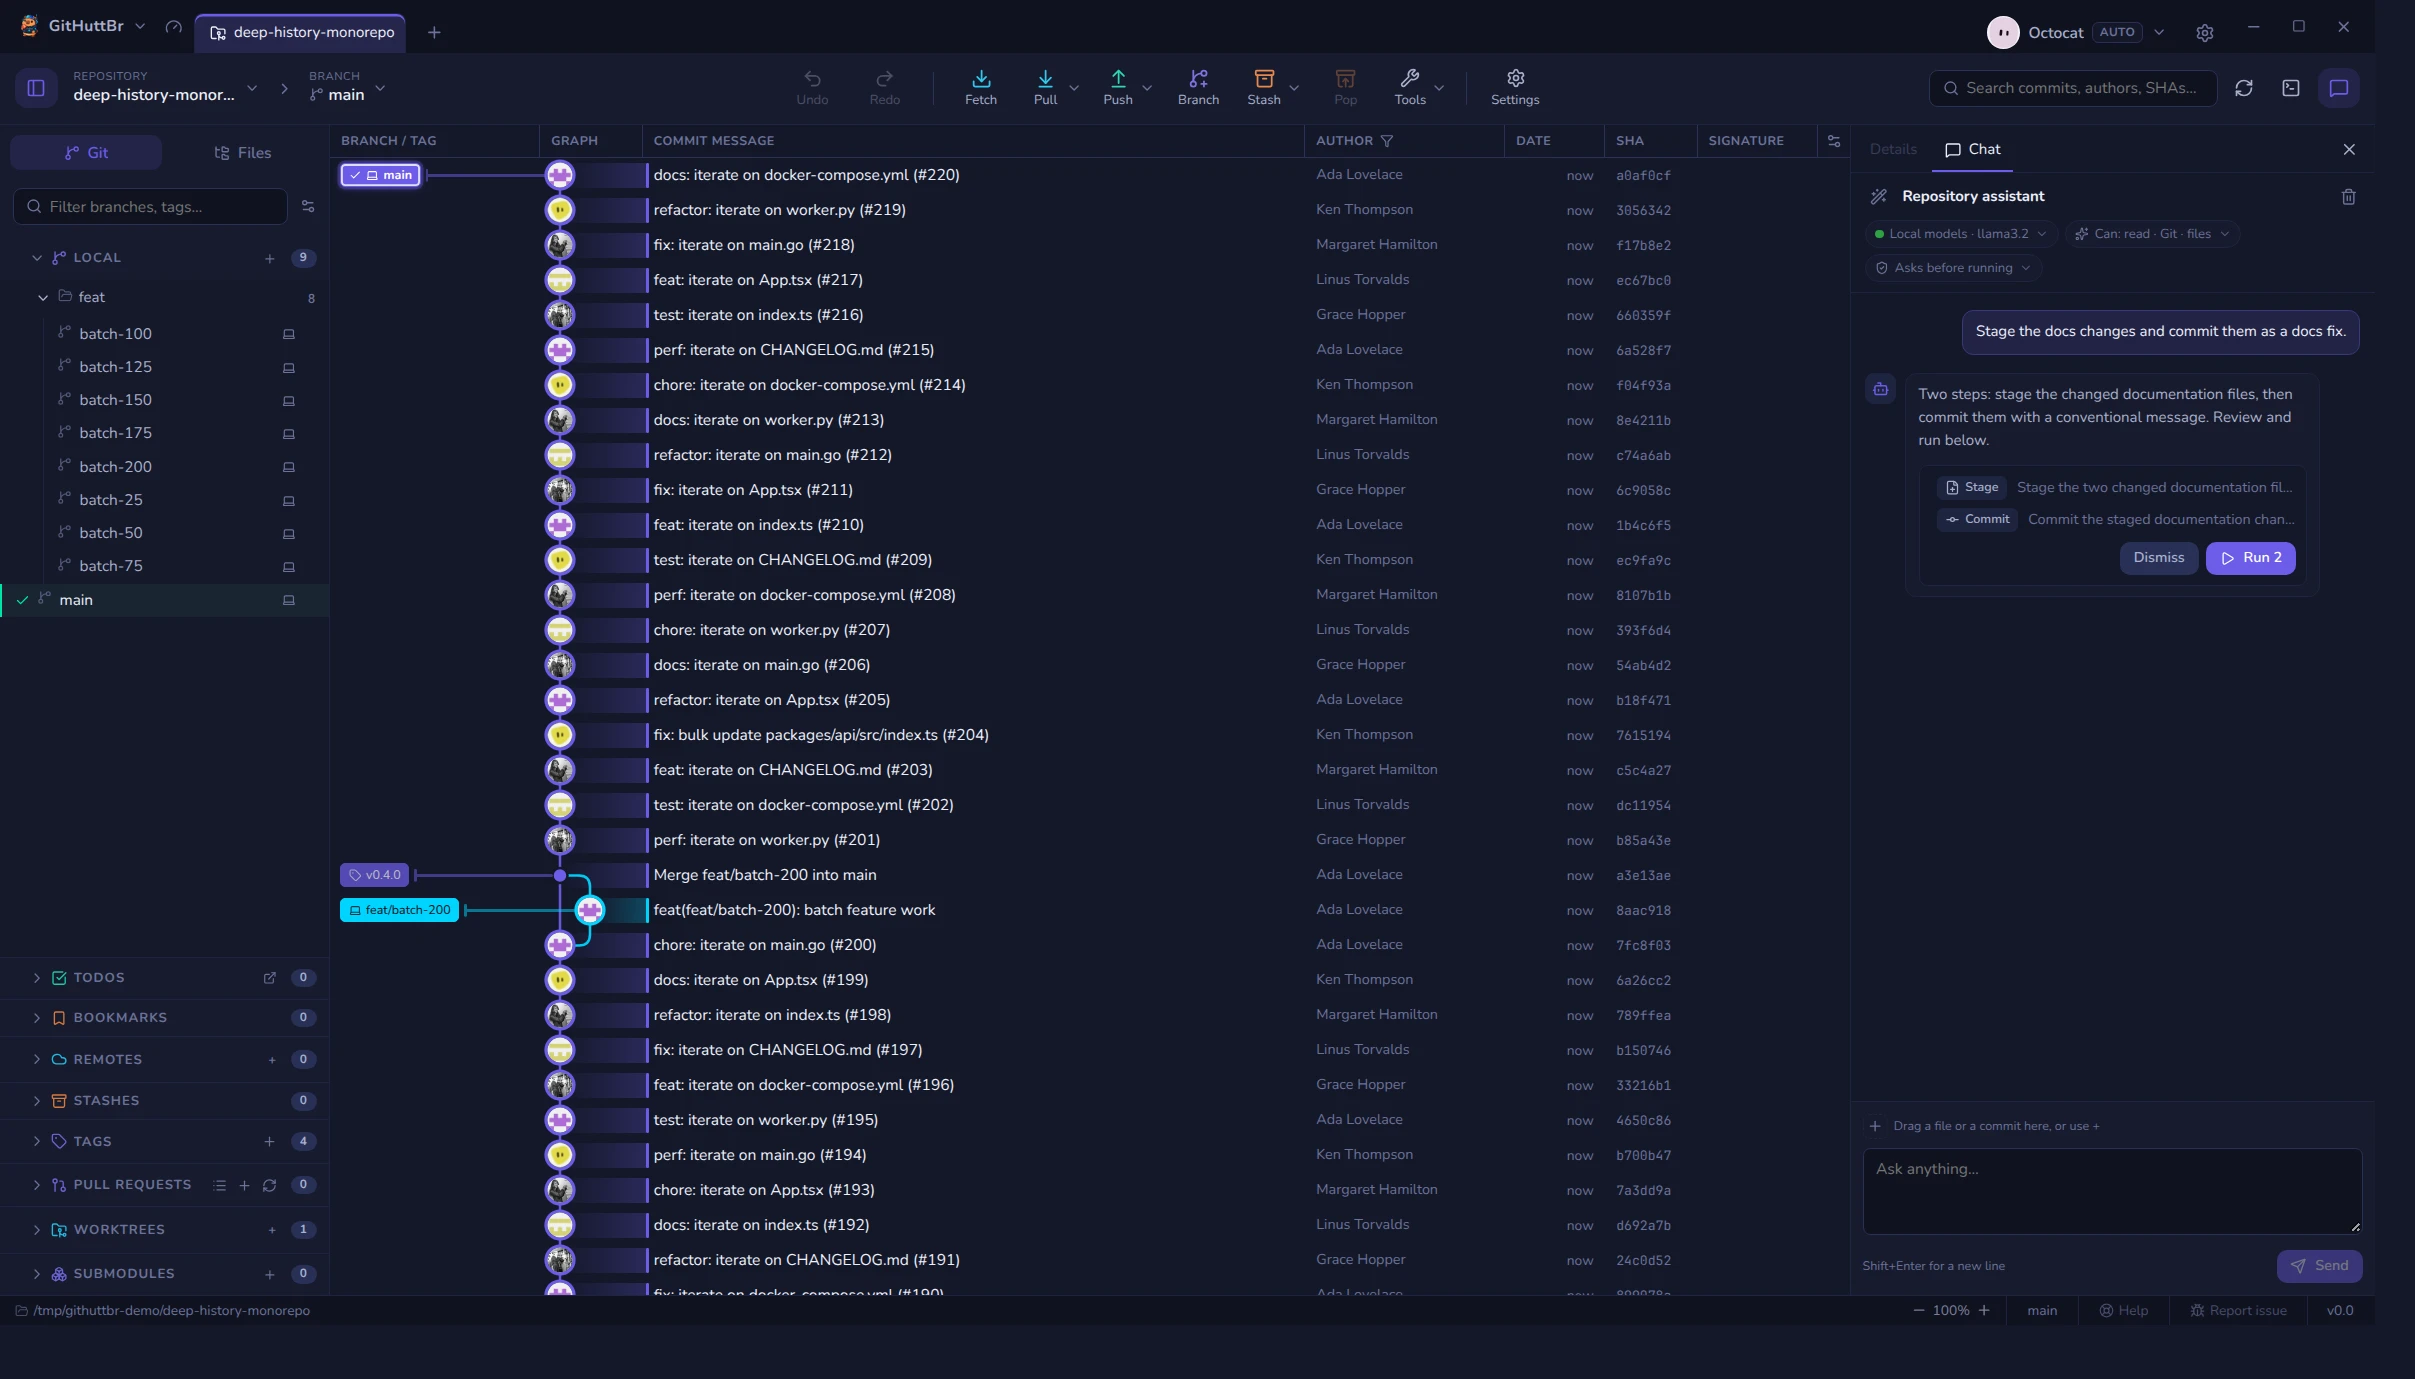 GitHuttBr
deep-history-monorepo
Octocat AUTO
REPOSITORY
deep-history-monor...
BRANCH
main
Undo
Redo
Fetch
Pull
Push
Branch
Stash
Pop
Tools
Settings
Search commits, authors, SHAs...
Git
Files
Filter branches, tags...
LOCAL 9
feat 8
batch-100
batch-125
batch-150
batch-175
batch-200
batch-25
batch-50
batch-75
main
TODOS 0
BOOKMARKS 0
REMOTES 0
STASHES 0
TAGS 4
PULL REQUESTS 0
WORKTREES 1
SUBMODULES 0
BRANCH / TAG GRAPH COMMIT MESSAGE AUTHOR DATE SHA SIGNATURE
main docs: iterate on docker-compose.yml (#220) Ada Lovelace now a0af0cf
refactor: iterate on worker.py (#219) Ken Thompson now 3056342
fix: iterate on main.go (#218) Margaret Hamilton now f17b8e2
feat: iterate on App.tsx (#217) Linus Torvalds now ec67bc0
test: iterate on index.ts (#216) Grace Hopper now 660359f
perf: iterate on CHANGELOG.md (#215) Ada Lovelace now 6a528f7
chore: iterate on docker-compose.yml (#214) Ken Thompson now f04f93a
docs: iterate on worker.py (#213) Margaret Hamilton now 8e4211b
refactor: iterate on main.go (#212) Linus Torvalds now c74a6ab
fix: iterate on App.tsx (#211) Grace Hopper now 6c9058c
feat: iterate on index.ts (#210) Ada Lovelace now 1b4c6f5
test: iterate on CHANGELOG.md (#209) Ken Thompson now ec9fa9c
perf: iterate on docker-compose.yml (#208) Margaret Hamilton now 8107b1b
chore: iterate on worker.py (#207) Linus Torvalds now 393f6d4
docs: iterate on main.go (#206) Grace Hopper now 54ab4d2
refactor: iterate on App.tsx (#205) Ada Lovelace now b18f471
fix: bulk update packages/api/src/index.ts (#204) Ken Thompson now 7615194
feat: iterate on CHANGELOG.md (#203) Margaret Hamilton now c5c4a27
test: iterate on docker-compose.yml (#202) Linus Torvalds now dc11954
perf: iterate on worker.py (#201) Grace Hopper now b85a43e
v0.4.0 Merge feat/batch-200 into main Ada Lovelace now a3e13ae
feat/batch-200 feat(feat/batch-200): batch feature work Ada Lovelace now 8aac918
chore: iterate on main.go (#200) Ada Lovelace now 7fc8f03
docs: iterate on App.tsx (#199) Ken Thompson now 6a26cc2
refactor: iterate on index.ts (#198) Margaret Hamilton now 789ffea
fix: iterate on CHANGELOG.md (#197) Linus Torvalds now b150746
feat: iterate on docker-compose.yml (#196) Grace Hopper now 33216b1
test: iterate on worker.py (#195) Ada Lovelace now 4650c86
perf: iterate on main.go (#194) Ken Thompson now b700b47
chore: iterate on App.tsx (#193) Margaret Hamilton now 7a3dd9a
docs: iterate on index.ts (#192) Linus Torvalds now d692a7b
refactor: iterate on CHANGELOG.md (#191) Grace Hopper now 24c0d52
fix: iterate on docker-compose.yml (#190) Ada Lovelace now
Details
Chat
Repository assistant
Local models · llama3.2
Can: read · Git · files
Asks before running
Stage the docs changes and commit them as a docs fix.
Two steps: stage the changed documentation files, then
commit them with a conventional message. Review and
run below.
Stage Stage the two changed documentation fil...
Commit Commit the staged documentation chan...
Dismiss
Run 2
Drag a file or a commit here, or use +
Ask anything...
Shift+Enter for a new line
Send
/tmp/githuttbr-demo/deep-history-monorepo
100%
main
Help
Report issue
v0.0